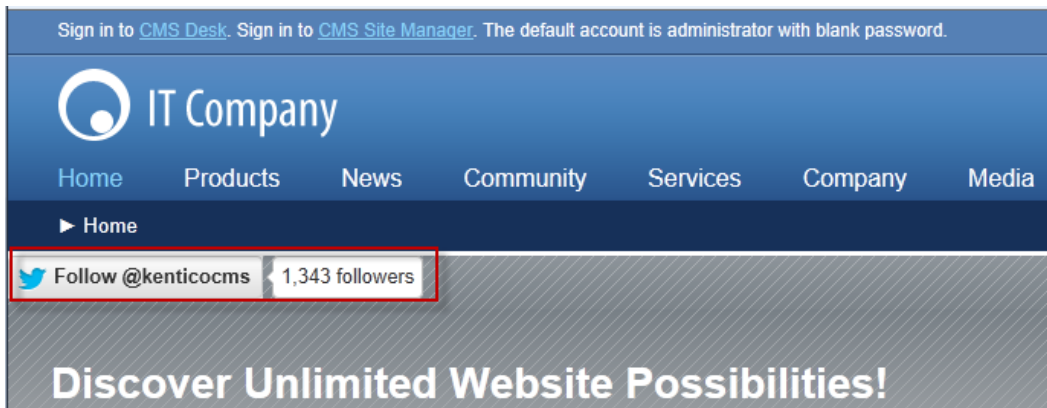 Sign in to CMS Desk. Sign in to CMS Site Manager. The default account is administrator with blank password.
IT Company
Home Products News Community Services Company Media
► Home
Follow @kenticocms 1,343 followers
Discover Unlimited Website Possibilities!